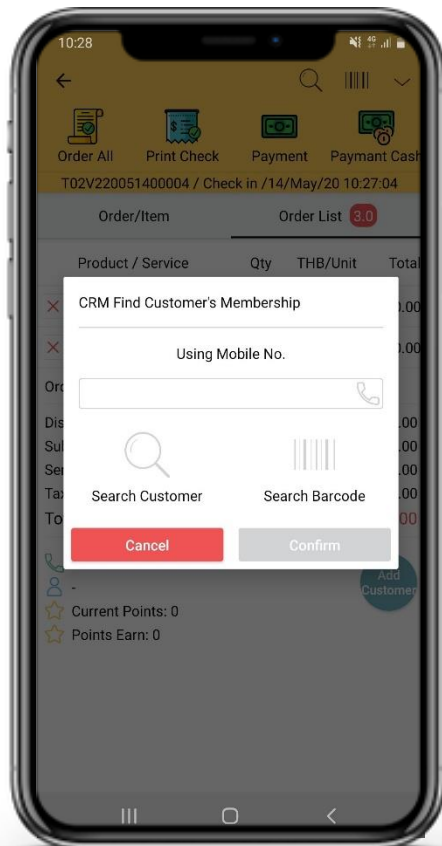 10:28
4G
Order All Print Check Payment Paymant Cash
T02V220051400004 / Check in /14/May/20 10:27:04
Order/Item Order List 3.0
Product / Service Qty THB/Unit Total
CRM Find Customer's Membership
Using Mobile No.
Search Customer Search Barcode
Cancel Confirm
Add
Customer
-
Current Points: 0
Points Earn: 0